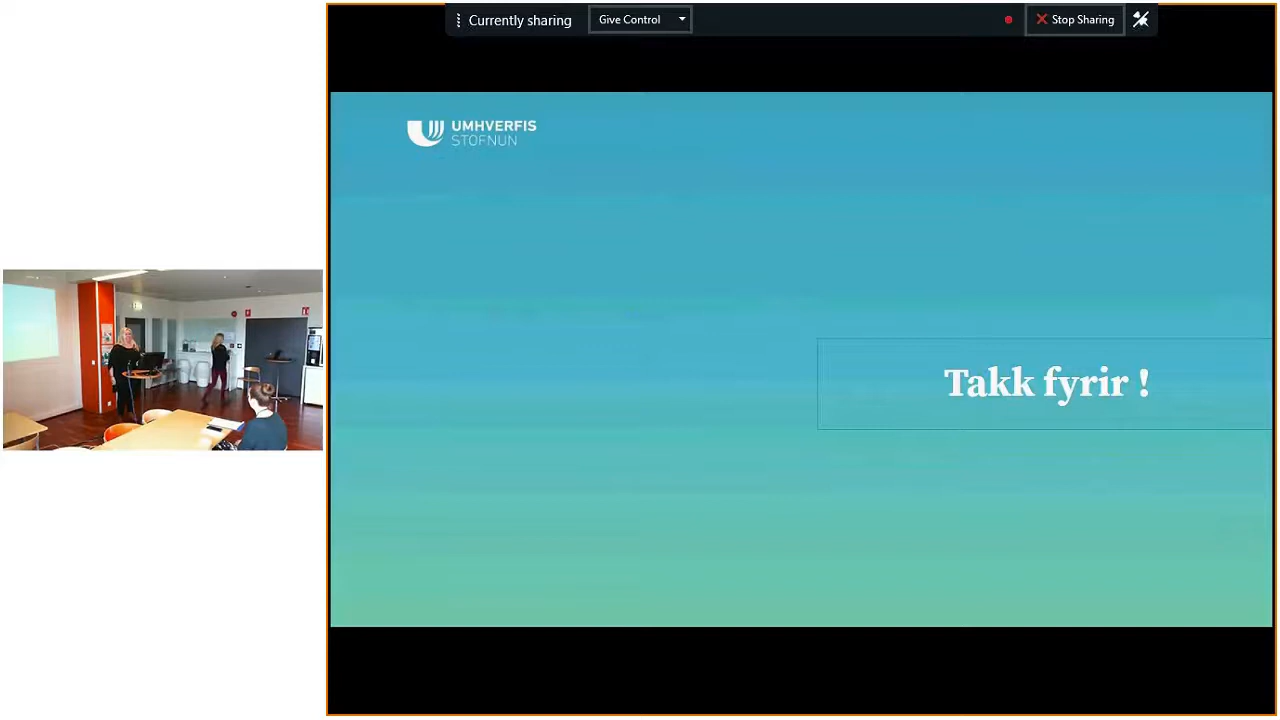 Currently sharing
Give Control
Stop Sharing
UMHVERFIS
STOFNUN
Takk fyrir !